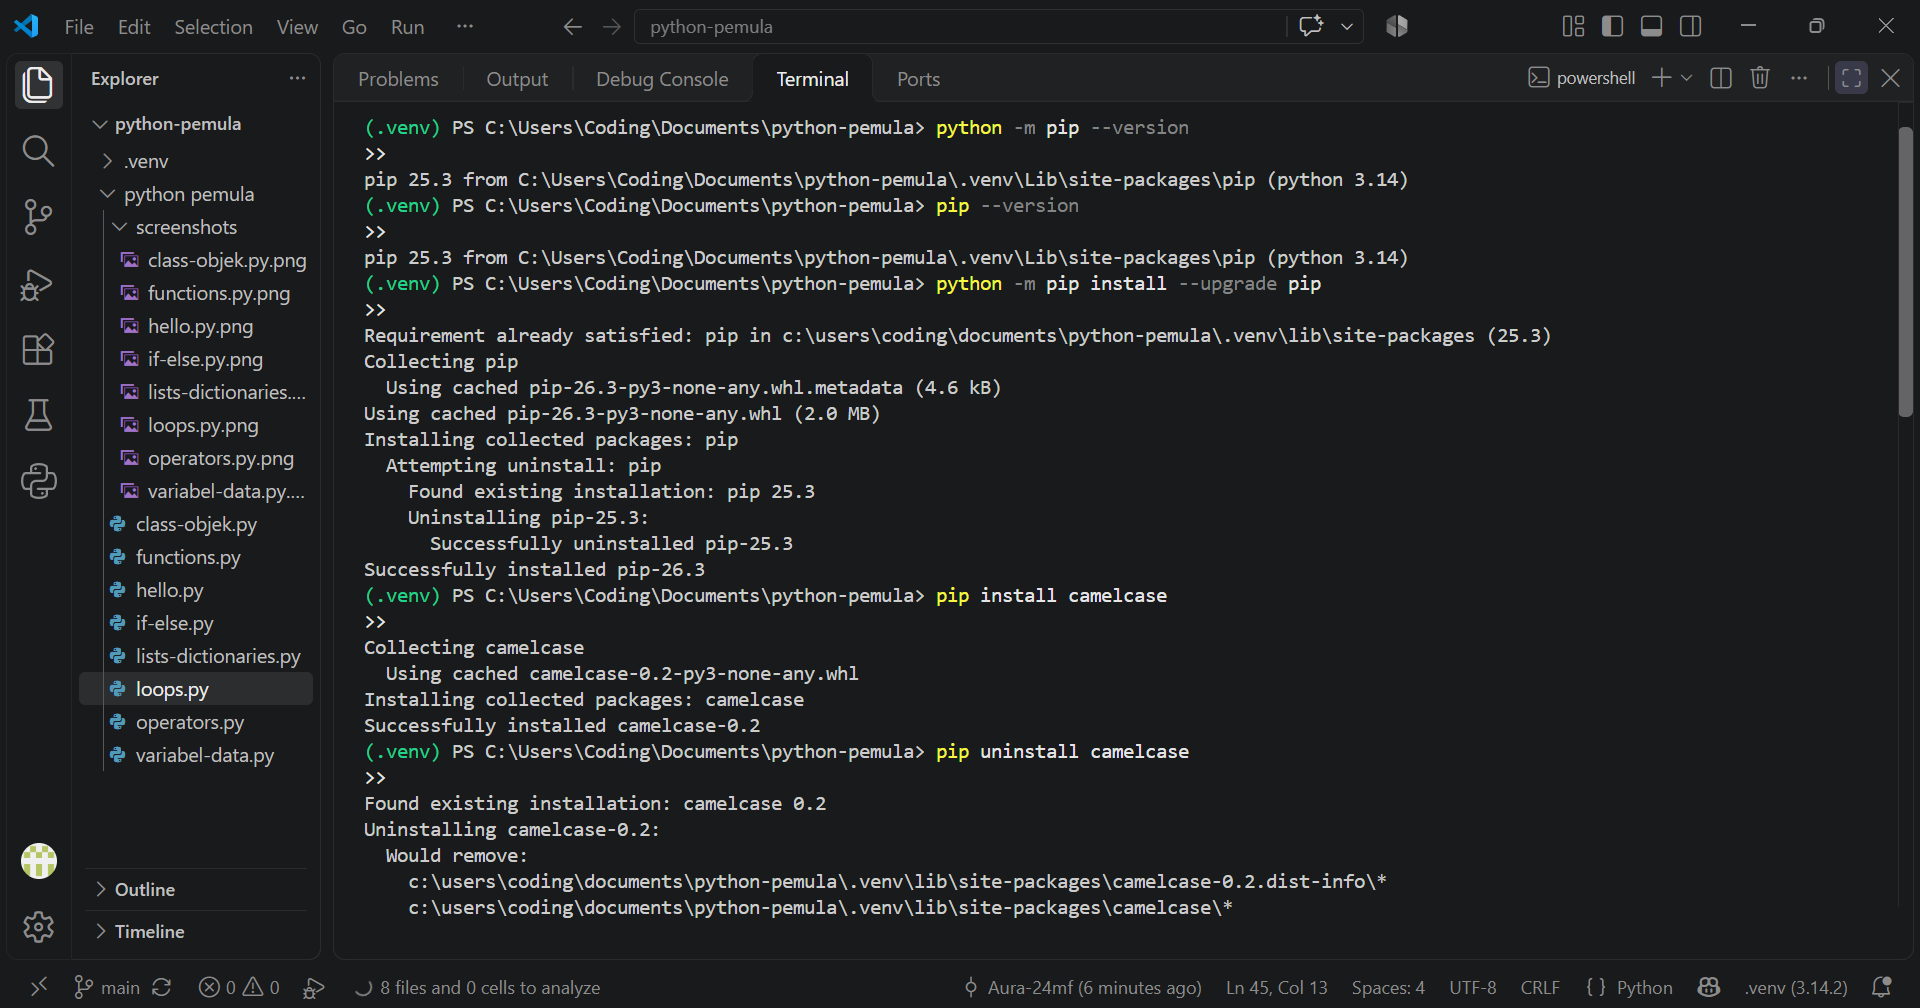 File Edit Selection View Go Run ···
python-pemula
Explorer
python-pemula
.venv
python pemula
screenshots
class-objek.py.png
functions.py.png
hello.py.png
if-else.py.png
lists-dictionaries....
loops.py.png
operators.py.png
variabel-data.py....
class-objek.py
functions.py
hello.py
if-else.py
lists-dictionaries.py
loops.py
operators.py
variabel-data.py
Outline
Timeline
Problems Output Debug Console Terminal Ports
powershell
(.venv) PS C:\Users\Coding\Documents\python-pemula> python -m pip --version
>>
pip 25.3 from C:\Users\Coding\Documents\python-pemula\.venv\Lib\site-packages\pip (python 3.14)
(.venv) PS C:\Users\Coding\Documents\python-pemula> pip --version
>>
pip 25.3 from C:\Users\Coding\Documents\python-pemula\.venv\Lib\site-packages\pip (python 3.14)
(.venv) PS C:\Users\Coding\Documents\python-pemula> python -m pip install --upgrade pip
>>
Requirement already satisfied: pip in c:\users\coding\documents\python-pemula\.venv\lib\site-packages (25.3)
Collecting pip
  Using cached pip-26.3-py3-none-any.whl.metadata (4.6 kB)
Using cached pip-26.3-py3-none-any.whl (2.0 MB)
Installing collected packages: pip
  Attempting uninstall: pip
    Found existing installation: pip 25.3
    Uninstalling pip-25.3:
      Successfully uninstalled pip-25.3
Successfully installed pip-26.3
(.venv) PS C:\Users\Coding\Documents\python-pemula> pip install camelcase
>>
Collecting camelcase
  Using cached camelcase-0.2-py3-none-any.whl
Installing collected packages: camelcase
Successfully installed camelcase-0.2
(.venv) PS C:\Users\Coding\Documents\python-pemula> pip uninstall camelcase
>>
Found existing installation: camelcase 0.2
Uninstalling camelcase-0.2:
  Would remove:
    c:\users\coding\documents\python-pemula\.venv\lib\site-packages\camelcase-0.2.dist-info\*
    c:\users\coding\documents\python-pemula\.venv\lib\site-packages\camelcase\*
main 0 0 8 files and 0 cells to analyze Aura-24mf (6 minutes ago) Ln 45, Col 13 Spaces: 4 UTF-8 CRLF { } Python .venv (3.14.2)